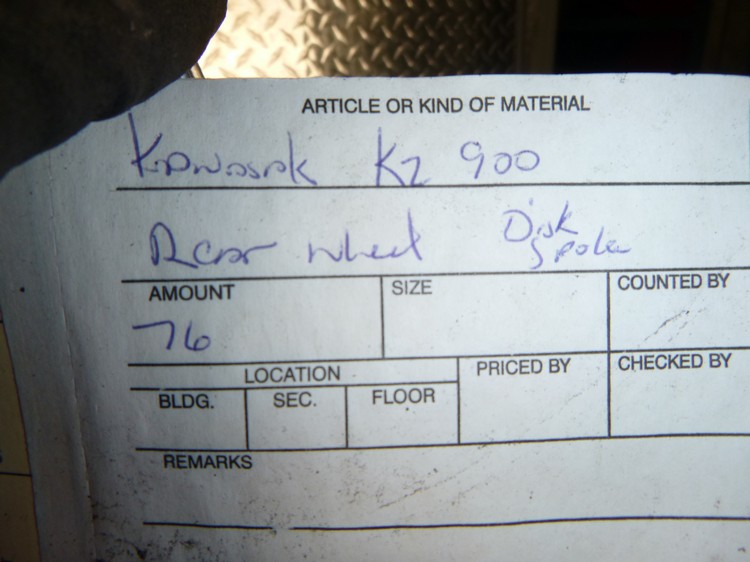 ARTICLE OR KIND OF MATERIAL
Kawasak KZ 900
Rear wheel Disk
spoke
AMOUNT SIZE COUNTED BY
76
LOCATION PRICED BY CHECKED BY
BLDG. SEC. FLOOR
REMARKS